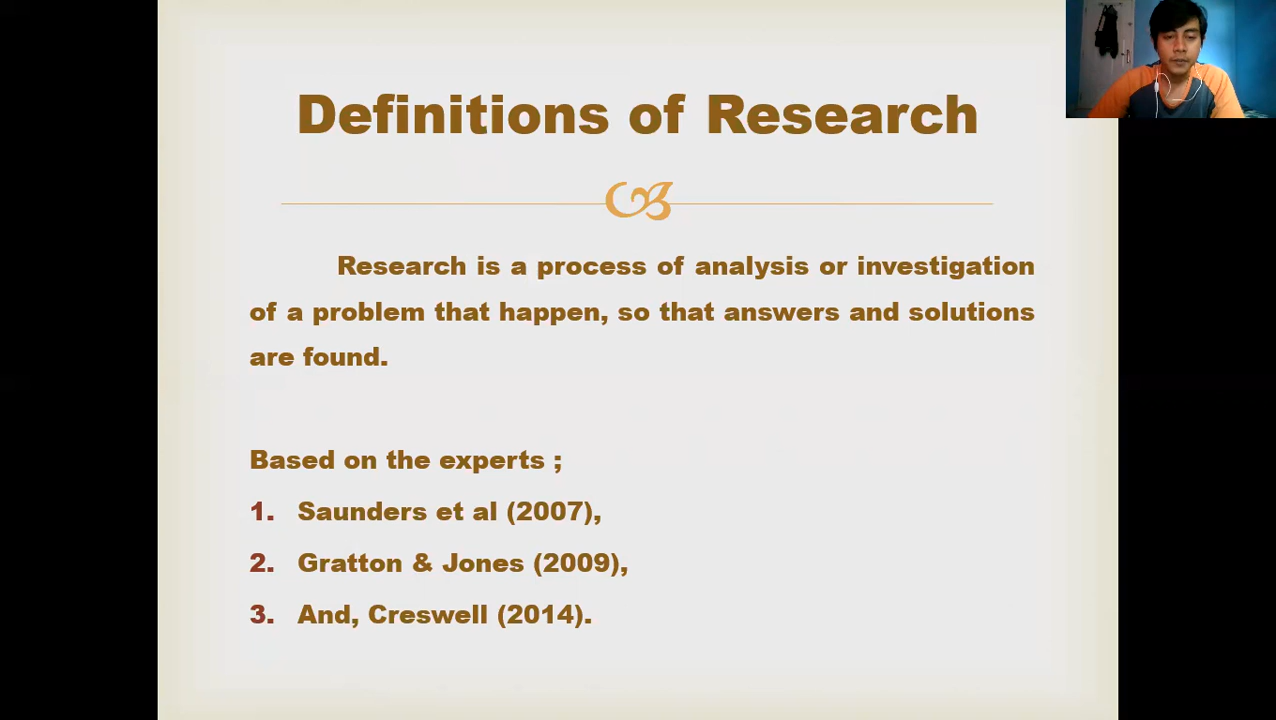 Definitions of Research
Research is a process of analysis or investigation
of a problem that happen, so that answers and solutions
are found.
Based on the experts ;
1. Saunders et al (2007),
2. Gratton & Jones (2009),
3. And, Creswell (2014).